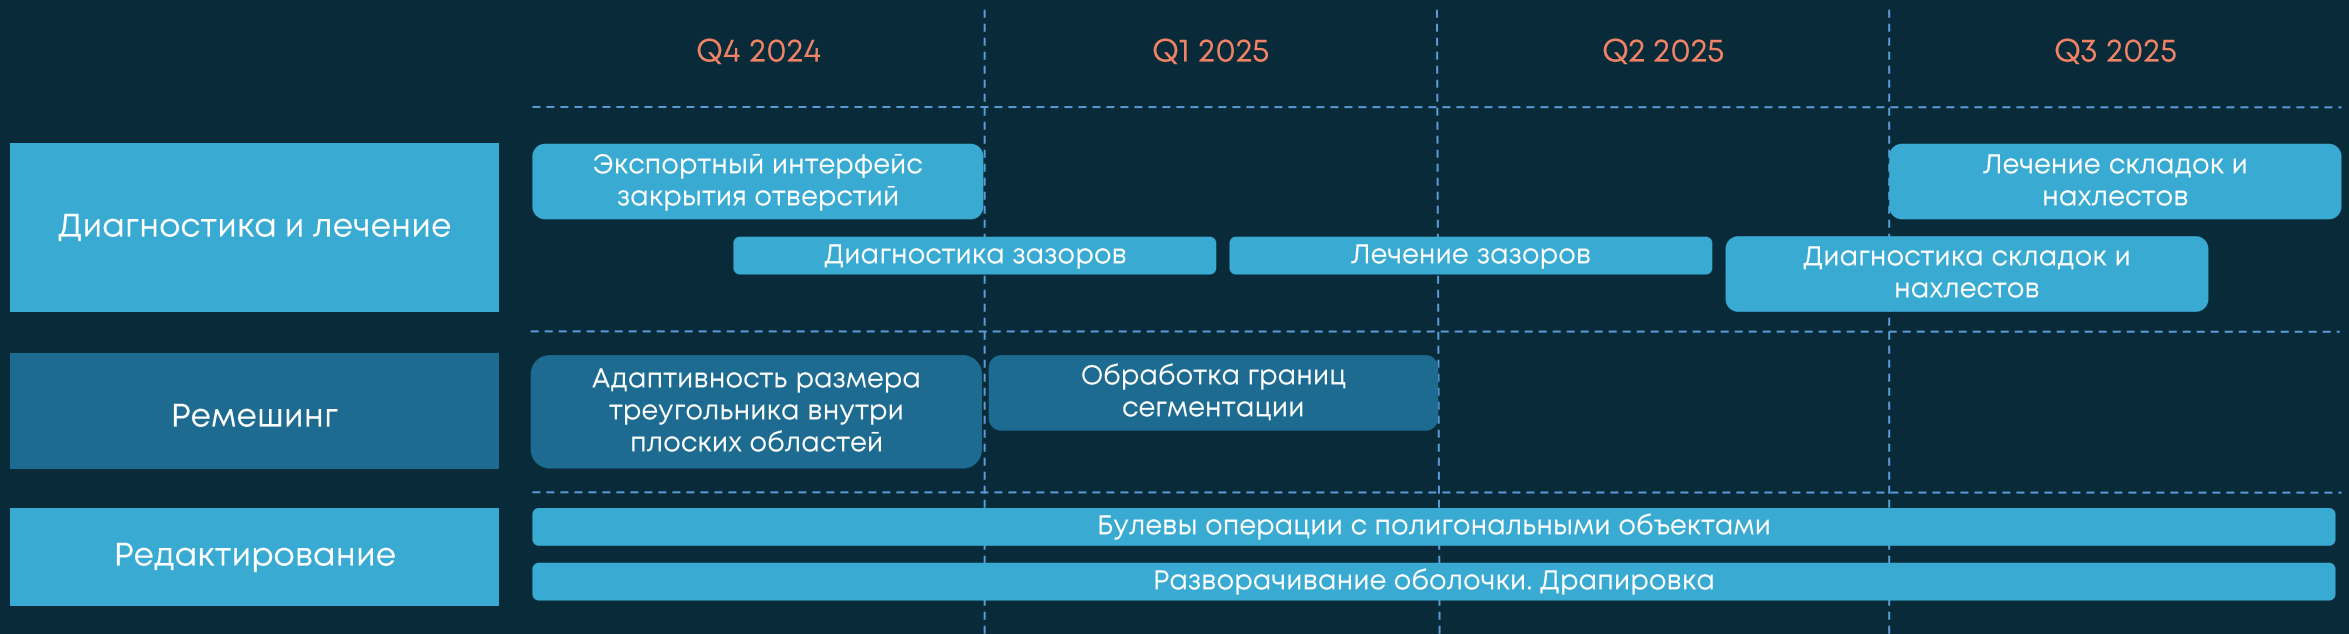 Q4 2024
Q1 2025
Q2 2025
Q3 2025
Диагностика и лечение
Экспортный интерфейс
закрытия отверстий
Лечение складок и
нахлестов
Диагностика зазоров
Лечение зазоров
Диагностика складок и
нахлестов
Ремешинг
Адаптивность размера
треугольника внутри
плоских областей
Обработка границ
сегментации
Редактирование
Булевы операции с полигональными объектами
Разворачивание оболочки. Драпировка